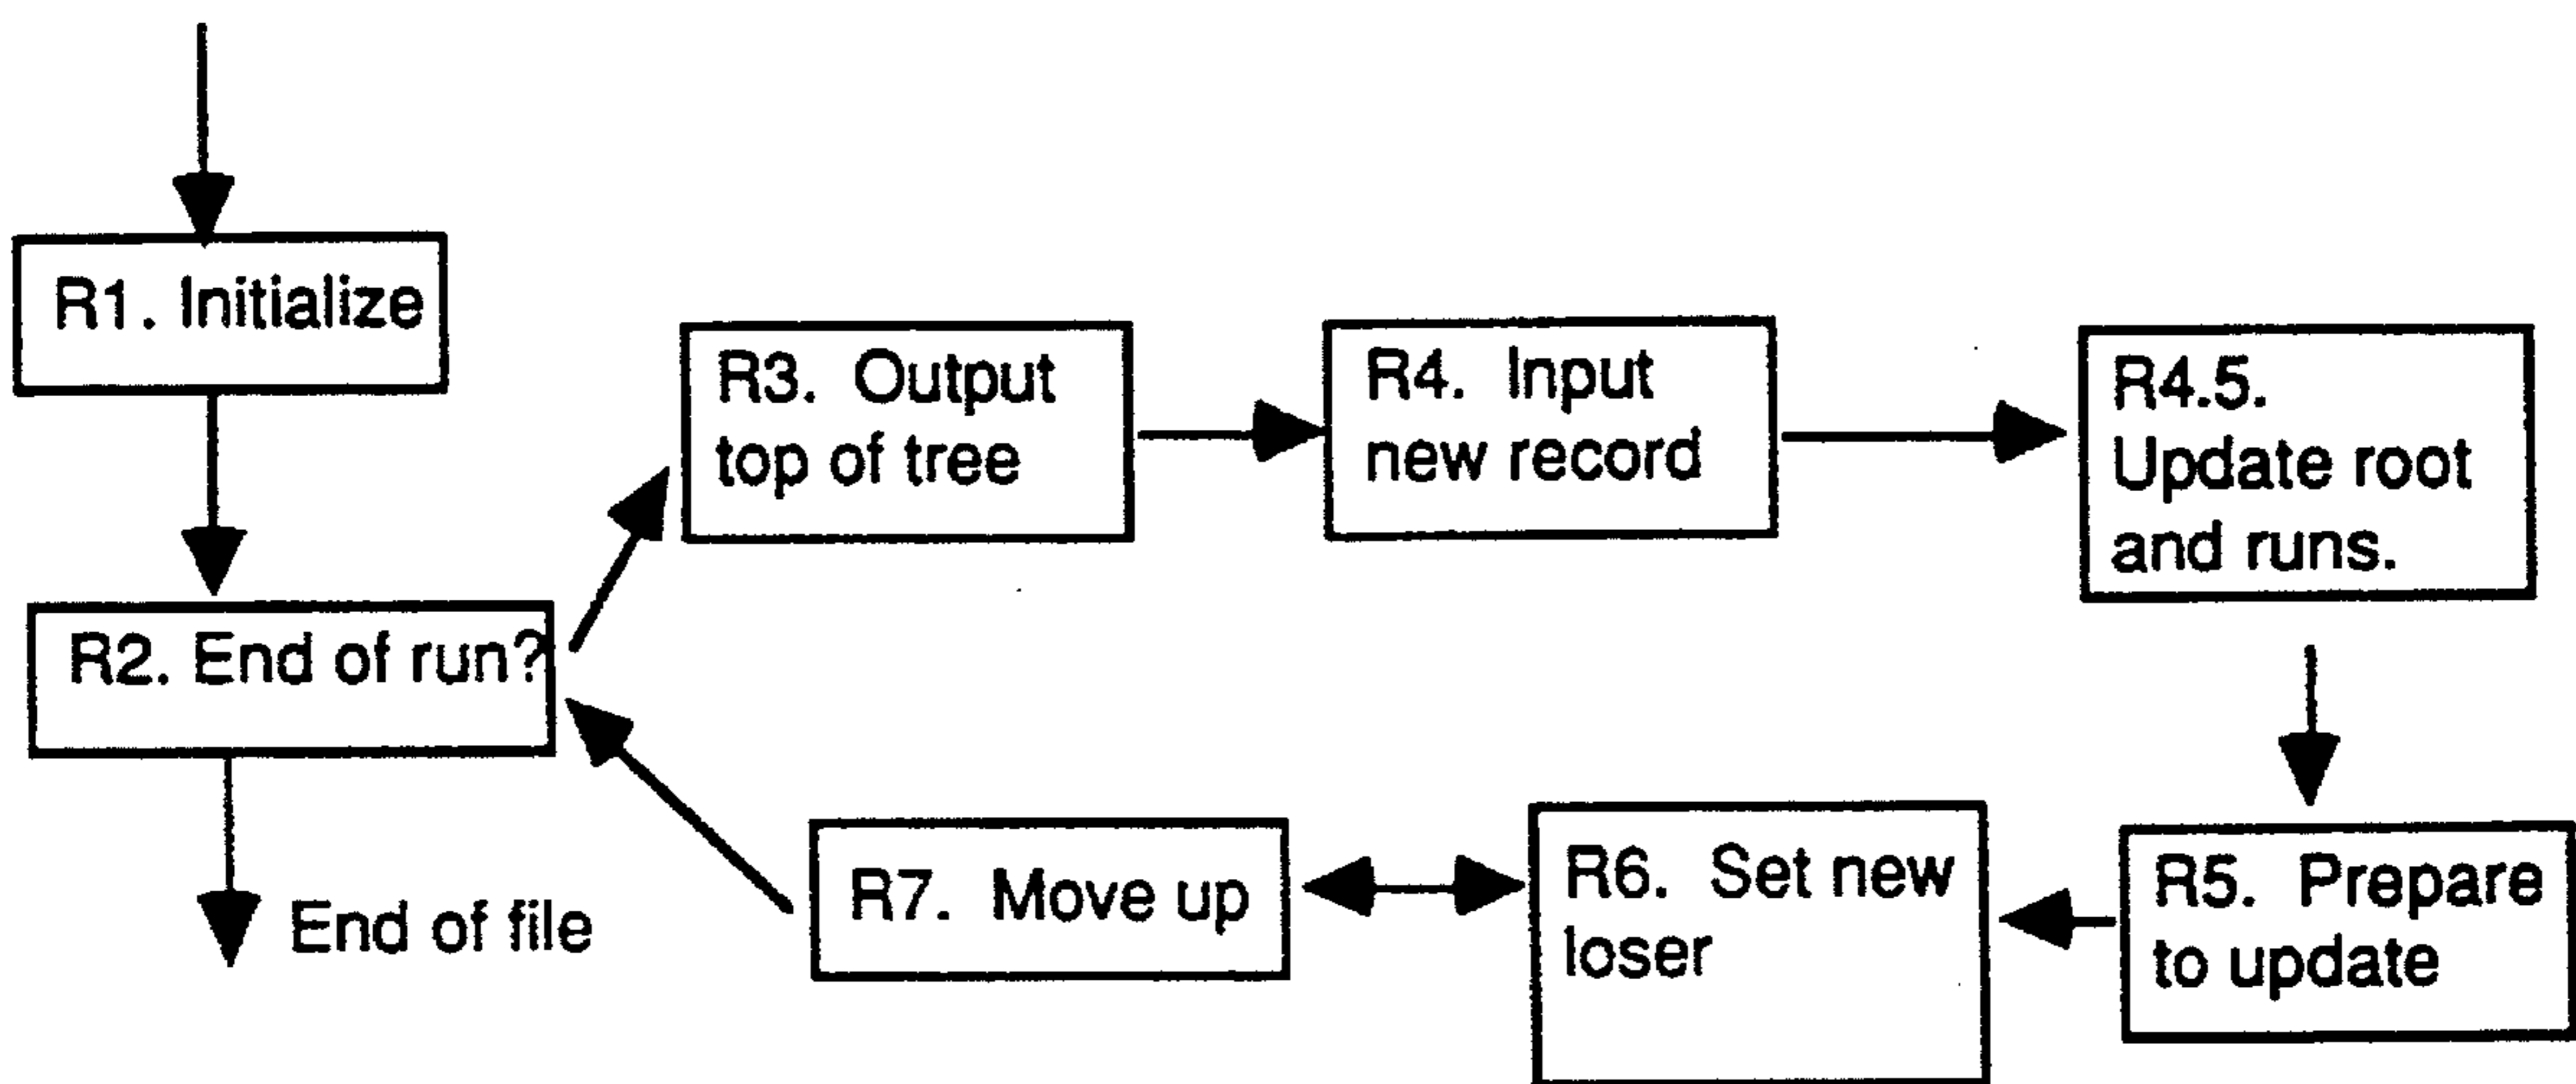 R1. Initialize
R2. End of run?
End of file
R3. Output
top of tree
R4. Input
new record
R4.5.
Update root
and runs.
R5. Prepare
to update
R6. Set new
loser
R7. Move up